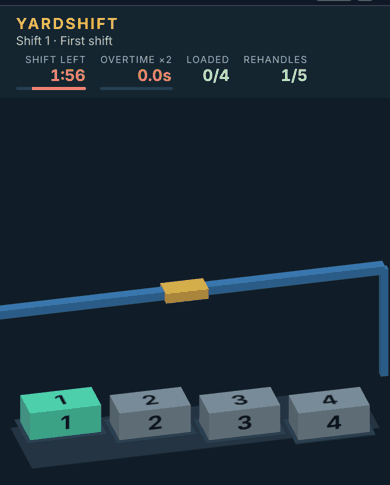 YARDSHIFT
Shift 1 · First shift
SHIFT LEFT OVERTIME ×2 LOADED REHANDLES
1:56 0.0s 0/4 1/5
1 2 3 4
1 2 3 4